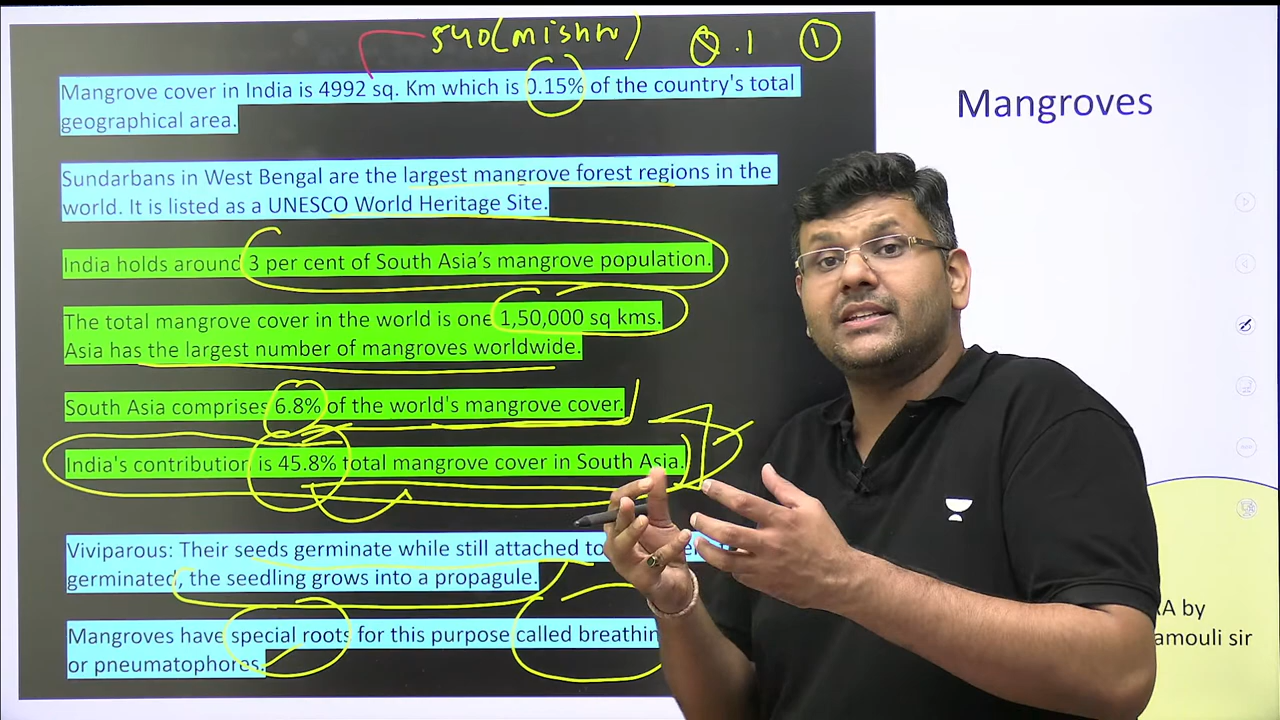 540(mishti) Q.1 1
Mangroves
Mangrove cover in India is 4992 sq. Km which is 0.15% of the country's total
geographical area.
Sundarbans in West Bengal are the largest mangrove forest regions in the
world. It is listed as a UNESCO World Heritage Site.
India holds around 3 per cent of South Asia's mangrove population.
The total mangrove cover in the world is one 1,50,000 sq kms.
Asia has the largest number of mangroves worldwide.
South Asia comprises 6.8% of the world's mangrove cover.
India's contribution is 45.8% total mangrove cover in South Asia.
Viviparous: Their seeds germinate while still attached to
germinated, the seedling grows into a propagule.
Mangroves have special roots for this purpose called breathin
or pneumatophores.
RA by
amouli sir